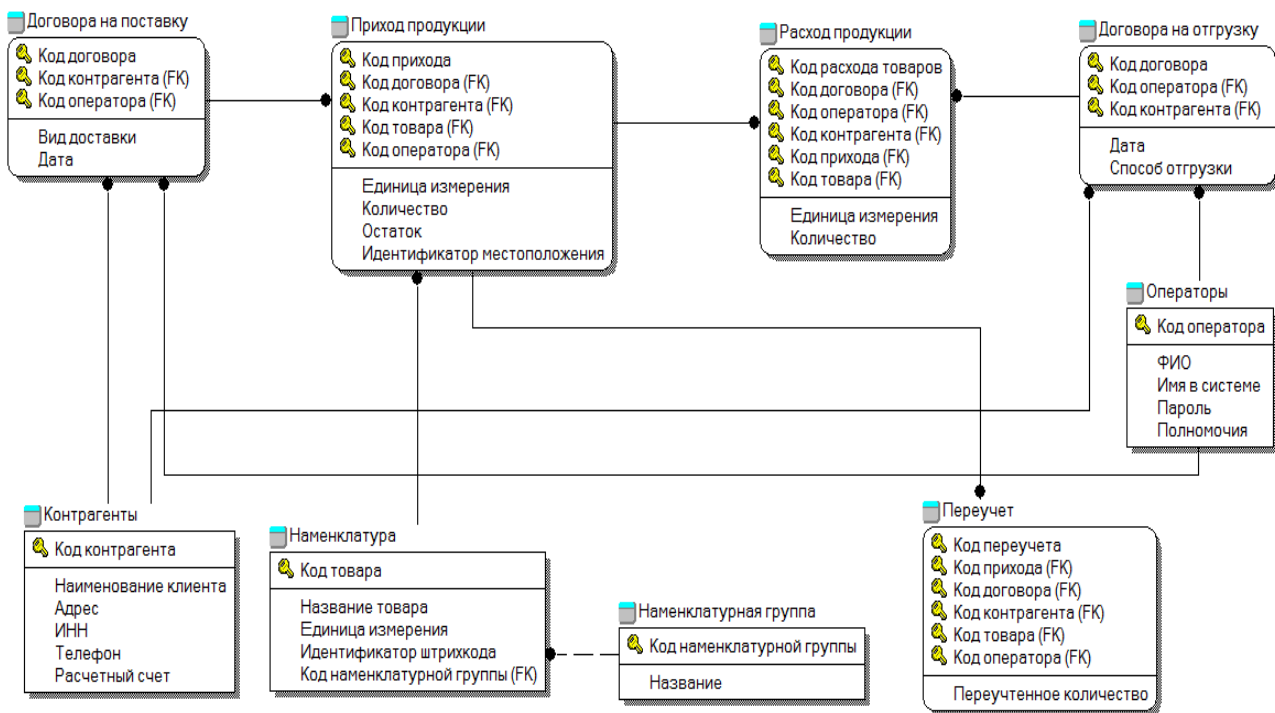 Договора на поставку
Код договора
Код контрагента (FK)
Код оператора (FK)
Вид доставки
Дата
Приход продукции
Код прихода
Код договора (FK)
Код контрагента (FK)
Код товара (FK)
Код оператора (FK)
Единица измерения
Количество
Остаток
Идентификатор местоположения
Расход продукции
Код расхода товаров
Код договора (FK)
Код оператора (FK)
Код контрагента (FK)
Код прихода (FK)
Код товара (FK)
Единица измерения
Количество
Договора на отгрузку
Код договора
Код оператора (FK)
Код контрагента (FK)
Дата
Способ отгрузки
Операторы
Код оператора
ФИО
Имя в системе
Пароль
Полномочия
Контрагенты
Код контрагента
Наименование клиента
Адрес
ИНН
Телефон
Расчетный счет
Наменклатура
Код товара
Название товара
Единица измерения
Идентификатор штрихкода
Код наменклатурной группы (FK)
Наменклатурная группа
Код наменклатурной группы
Название
Переучет
Код переучета
Код прихода (FK)
Код договора (FK)
Код контрагента (FK)
Код товара (FK)
Код оператора (FK)
Переучтенное количество